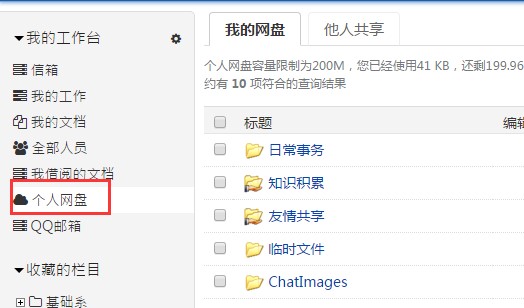 我的工作台
信箱
我的工作
我的文档
全部人员
我借阅的文档
个人网盘
QQ邮箱
收藏的栏目
基础系
我的网盘 他人共享
个人网盘容量限制为200M，您已经使用41 KB，还剩199.96
约有 10 项符合的查询结果
标题 编辑
日常事务
知识积累
友情共享
临时文件
ChatImages